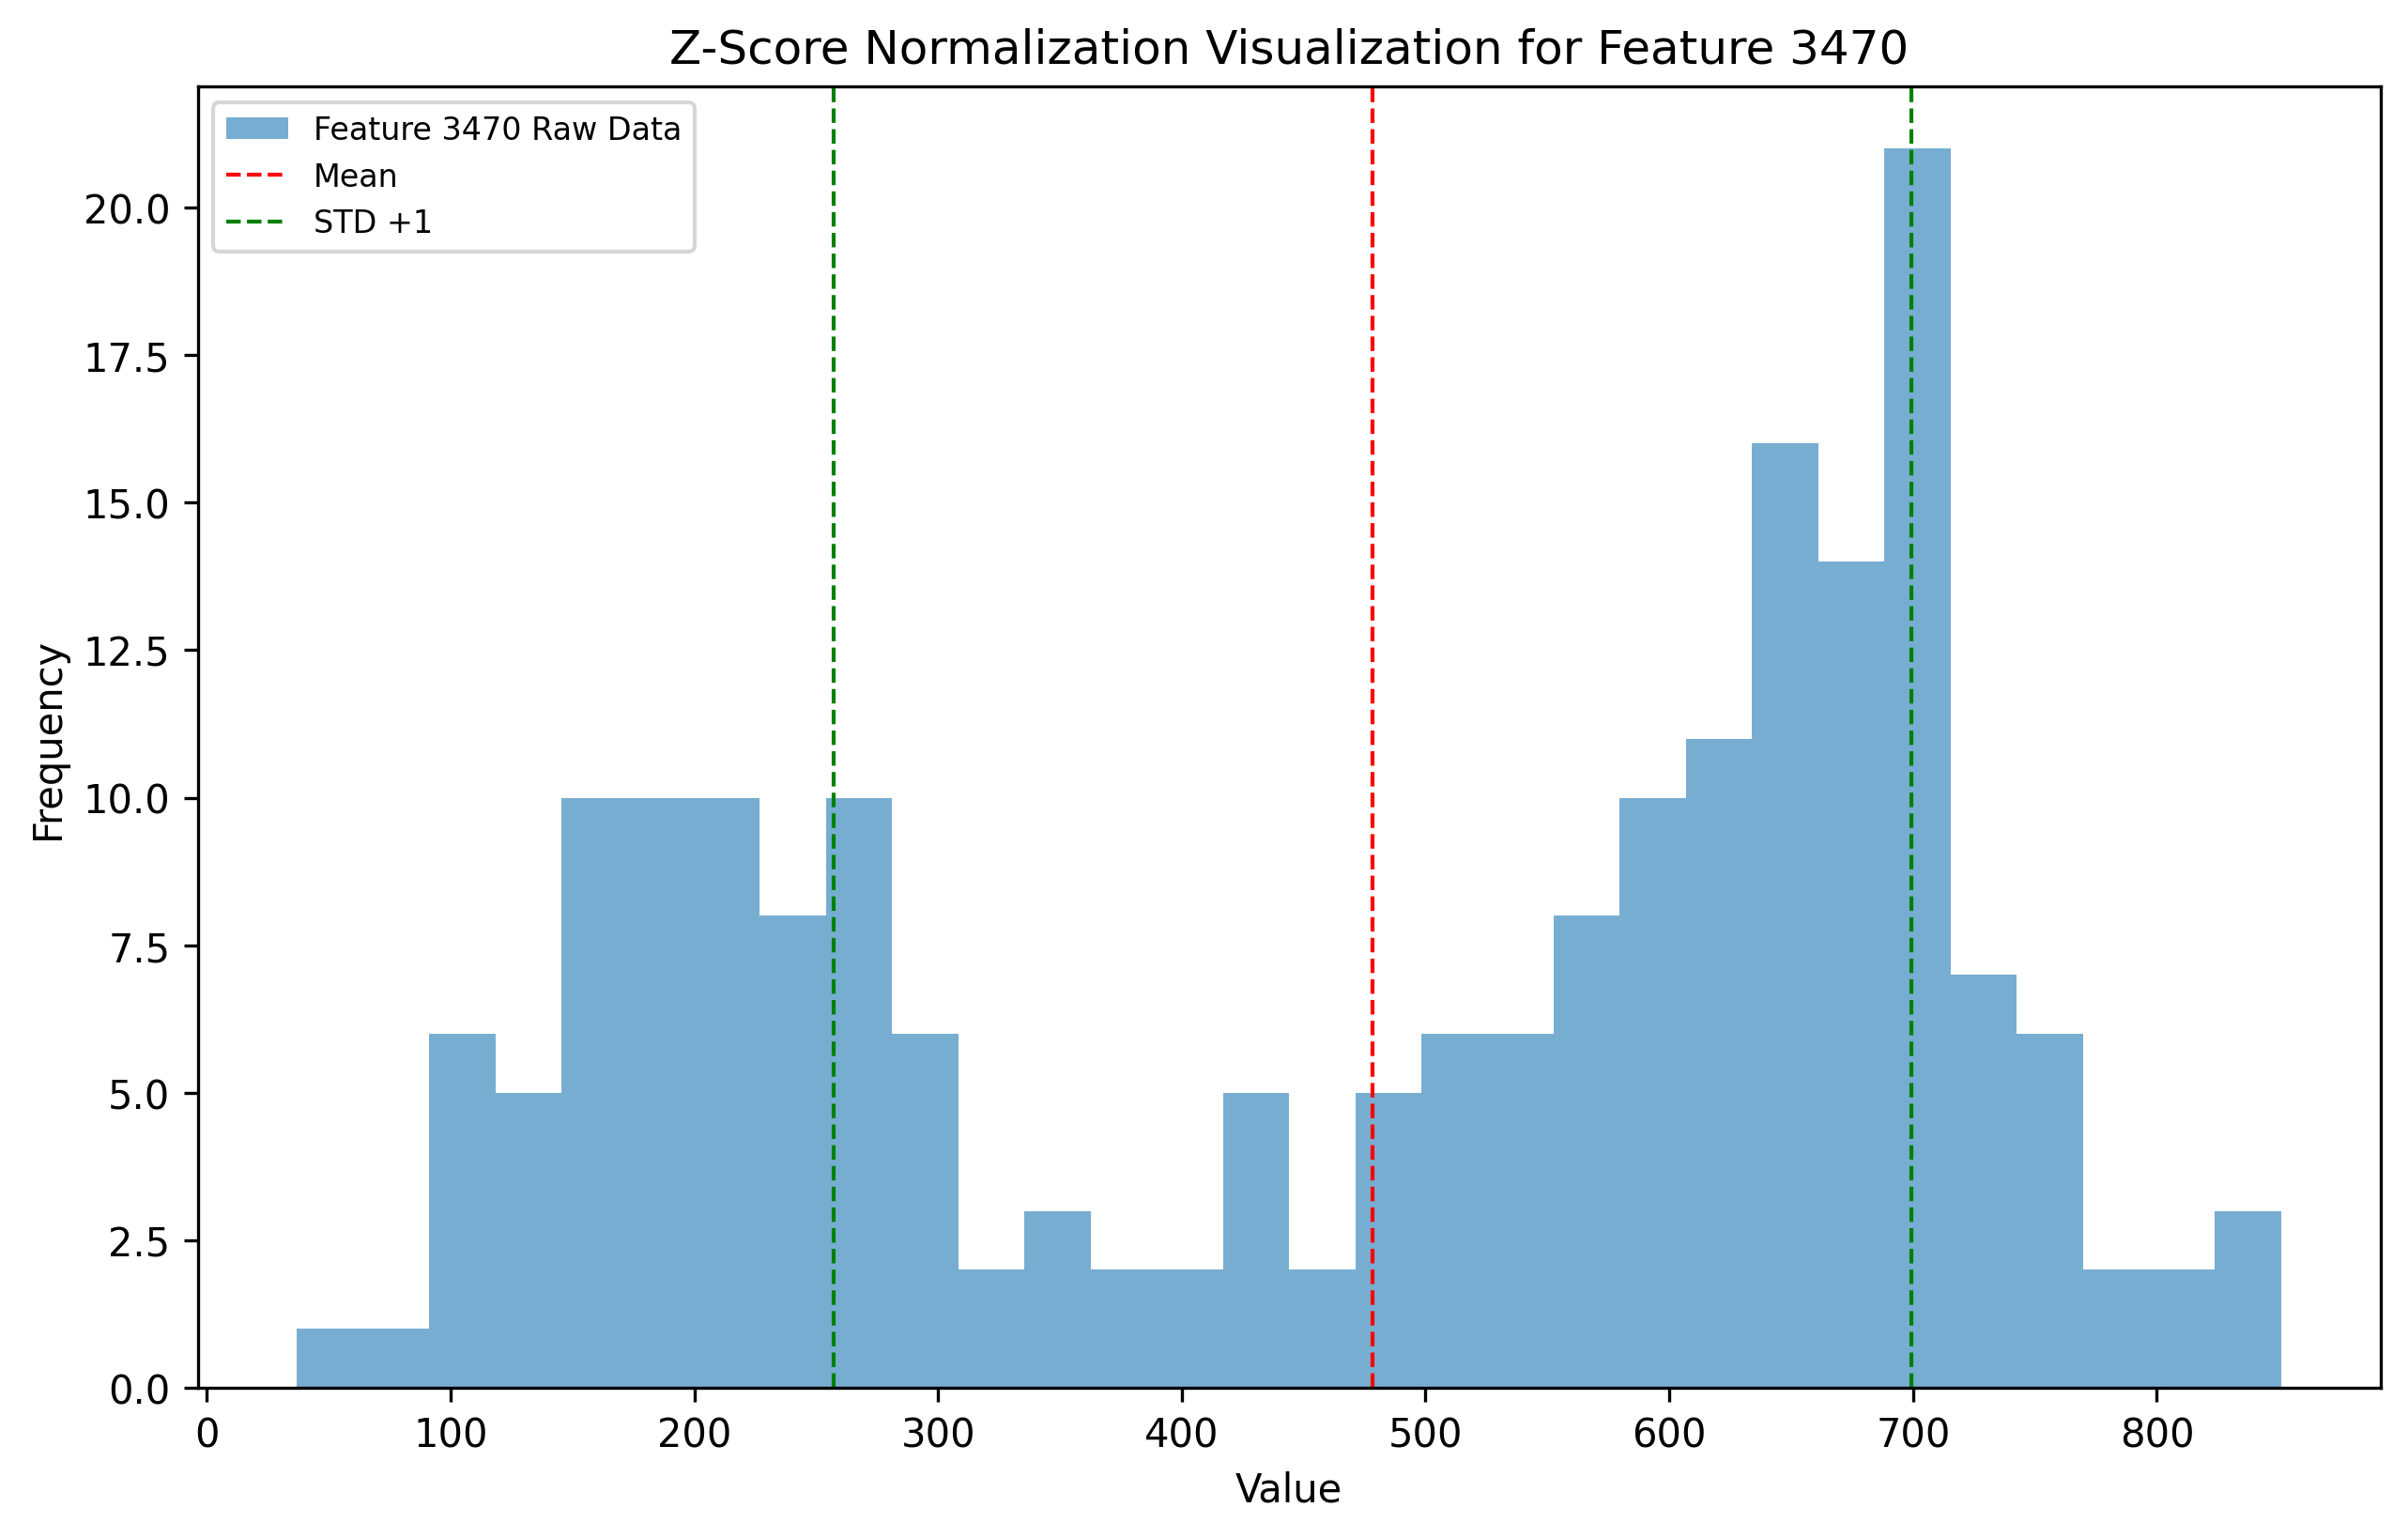 Z-Score Normalization Visualization for Feature 3470
Feature 3470 Raw Data
Mean
STD +1
20.0
17.5
15.0
12.5
10.0
7.5
5.0
2.5
0.0
Frequency
0 100 200 300 400 500 600 700 800
Value